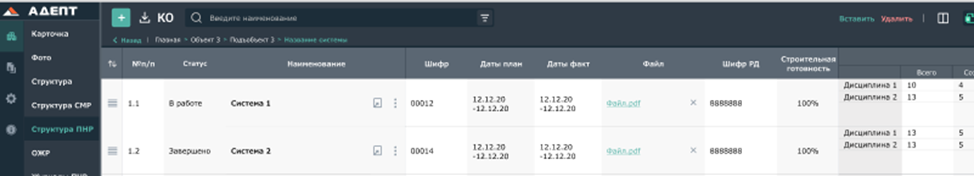 АДЕПТ
КО
Введите наименование
Вставить Удалить
Карточка
Фото
Структура
Структура СМР
Структура ПНР
ОЖР
< Назад | Главная > Объект 3 > Подъобъект 3 > Название системы
№п/п Статус Наименование Шифр Даты план Даты факт Файл Шифр РД Строительная готовность
Всего
1.1 В работе Система 1 00012 12.12.20 -12.12.20 12.12.20 -12.12.20 Файл.pdf 8888888 100%
Дисциплина 1 10 4
Дисциплина 2 13 5
1.2 Завершено Система 2 00014 12.12.20 -12.12.20 12.12.20 -12.12.20 Файл.pdf 8888888 100%
Дисциплина 1 13 5
Дисциплина 2 13 5